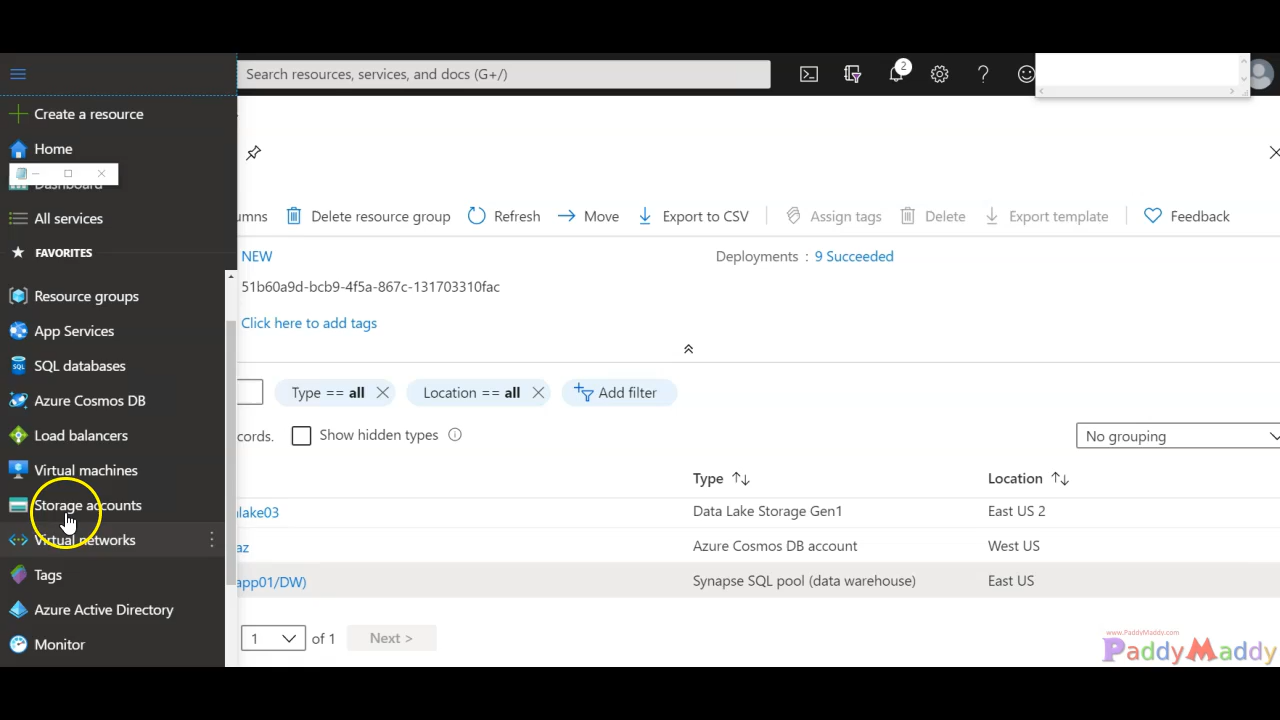 Search resources, services, and docs (G+/)
2
Create a resource
Home
Dashboard
All services
FAVORITES
Resource groups
App Services
SQL databases
Azure Cosmos DB
Load balancers
Virtual machines
Storage accounts
Virtual networks
Tags
Azure Active Directory
Monitor
umns Delete resource group Refresh Move Export to CSV Assign tags Delete Export template Feedback
NEW Deployments : 9 Succeeded
51b60a9d-bcb9-4f5a-867c-131703310fac
Click here to add tags
Type == all Location == all Add filter
cords. Show hidden types No grouping
Type Location
lake03 Data Lake Storage Gen1 East US 2
az Azure Cosmos DB account West US
app01/DW) Synapse SQL pool (data warehouse) East US
1 of 1 Next >
www.PaddyMaddy.com
PaddyMaddy